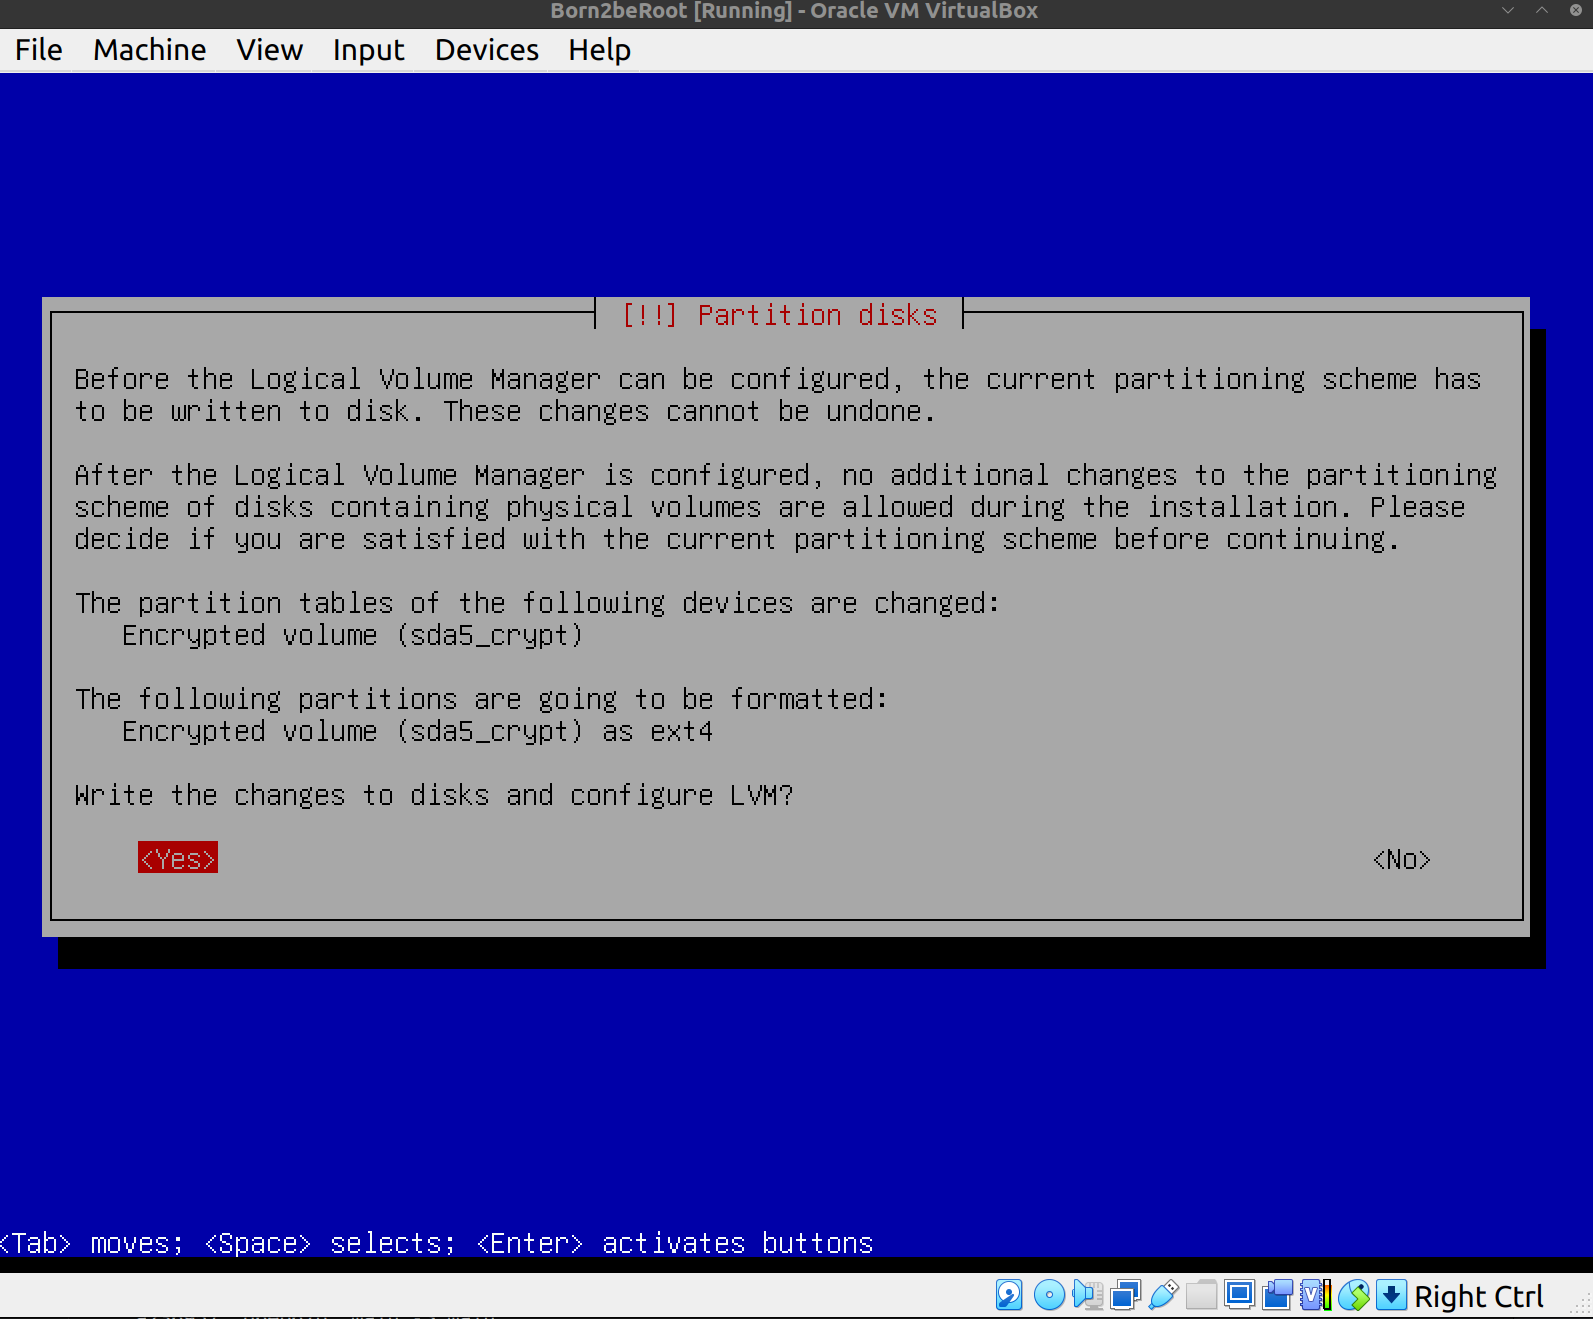 Born2beRoot [Running] - Oracle VM VirtualBox
File Machine View Input Devices Help
[!!] Partition disks
Before the Logical Volume Manager can be configured, the current partitioning scheme has
to be written to disk. These changes cannot be undone.
After the Logical Volume Manager is configured, no additional changes to the partitioning
scheme of disks containing physical volumes are allowed during the installation. Please
decide if you are satisfied with the current partitioning scheme before continuing.
The partition tables of the following devices are changed:
Encrypted volume (sda5_crypt)
The following partitions are going to be formatted:
Encrypted volume (sda5_crypt) as ext4
Write the changes to disks and configure LVM?
<Yes> <No>
<Tab> moves; <Space> selects; <Enter> activates buttons
Right Ctrl